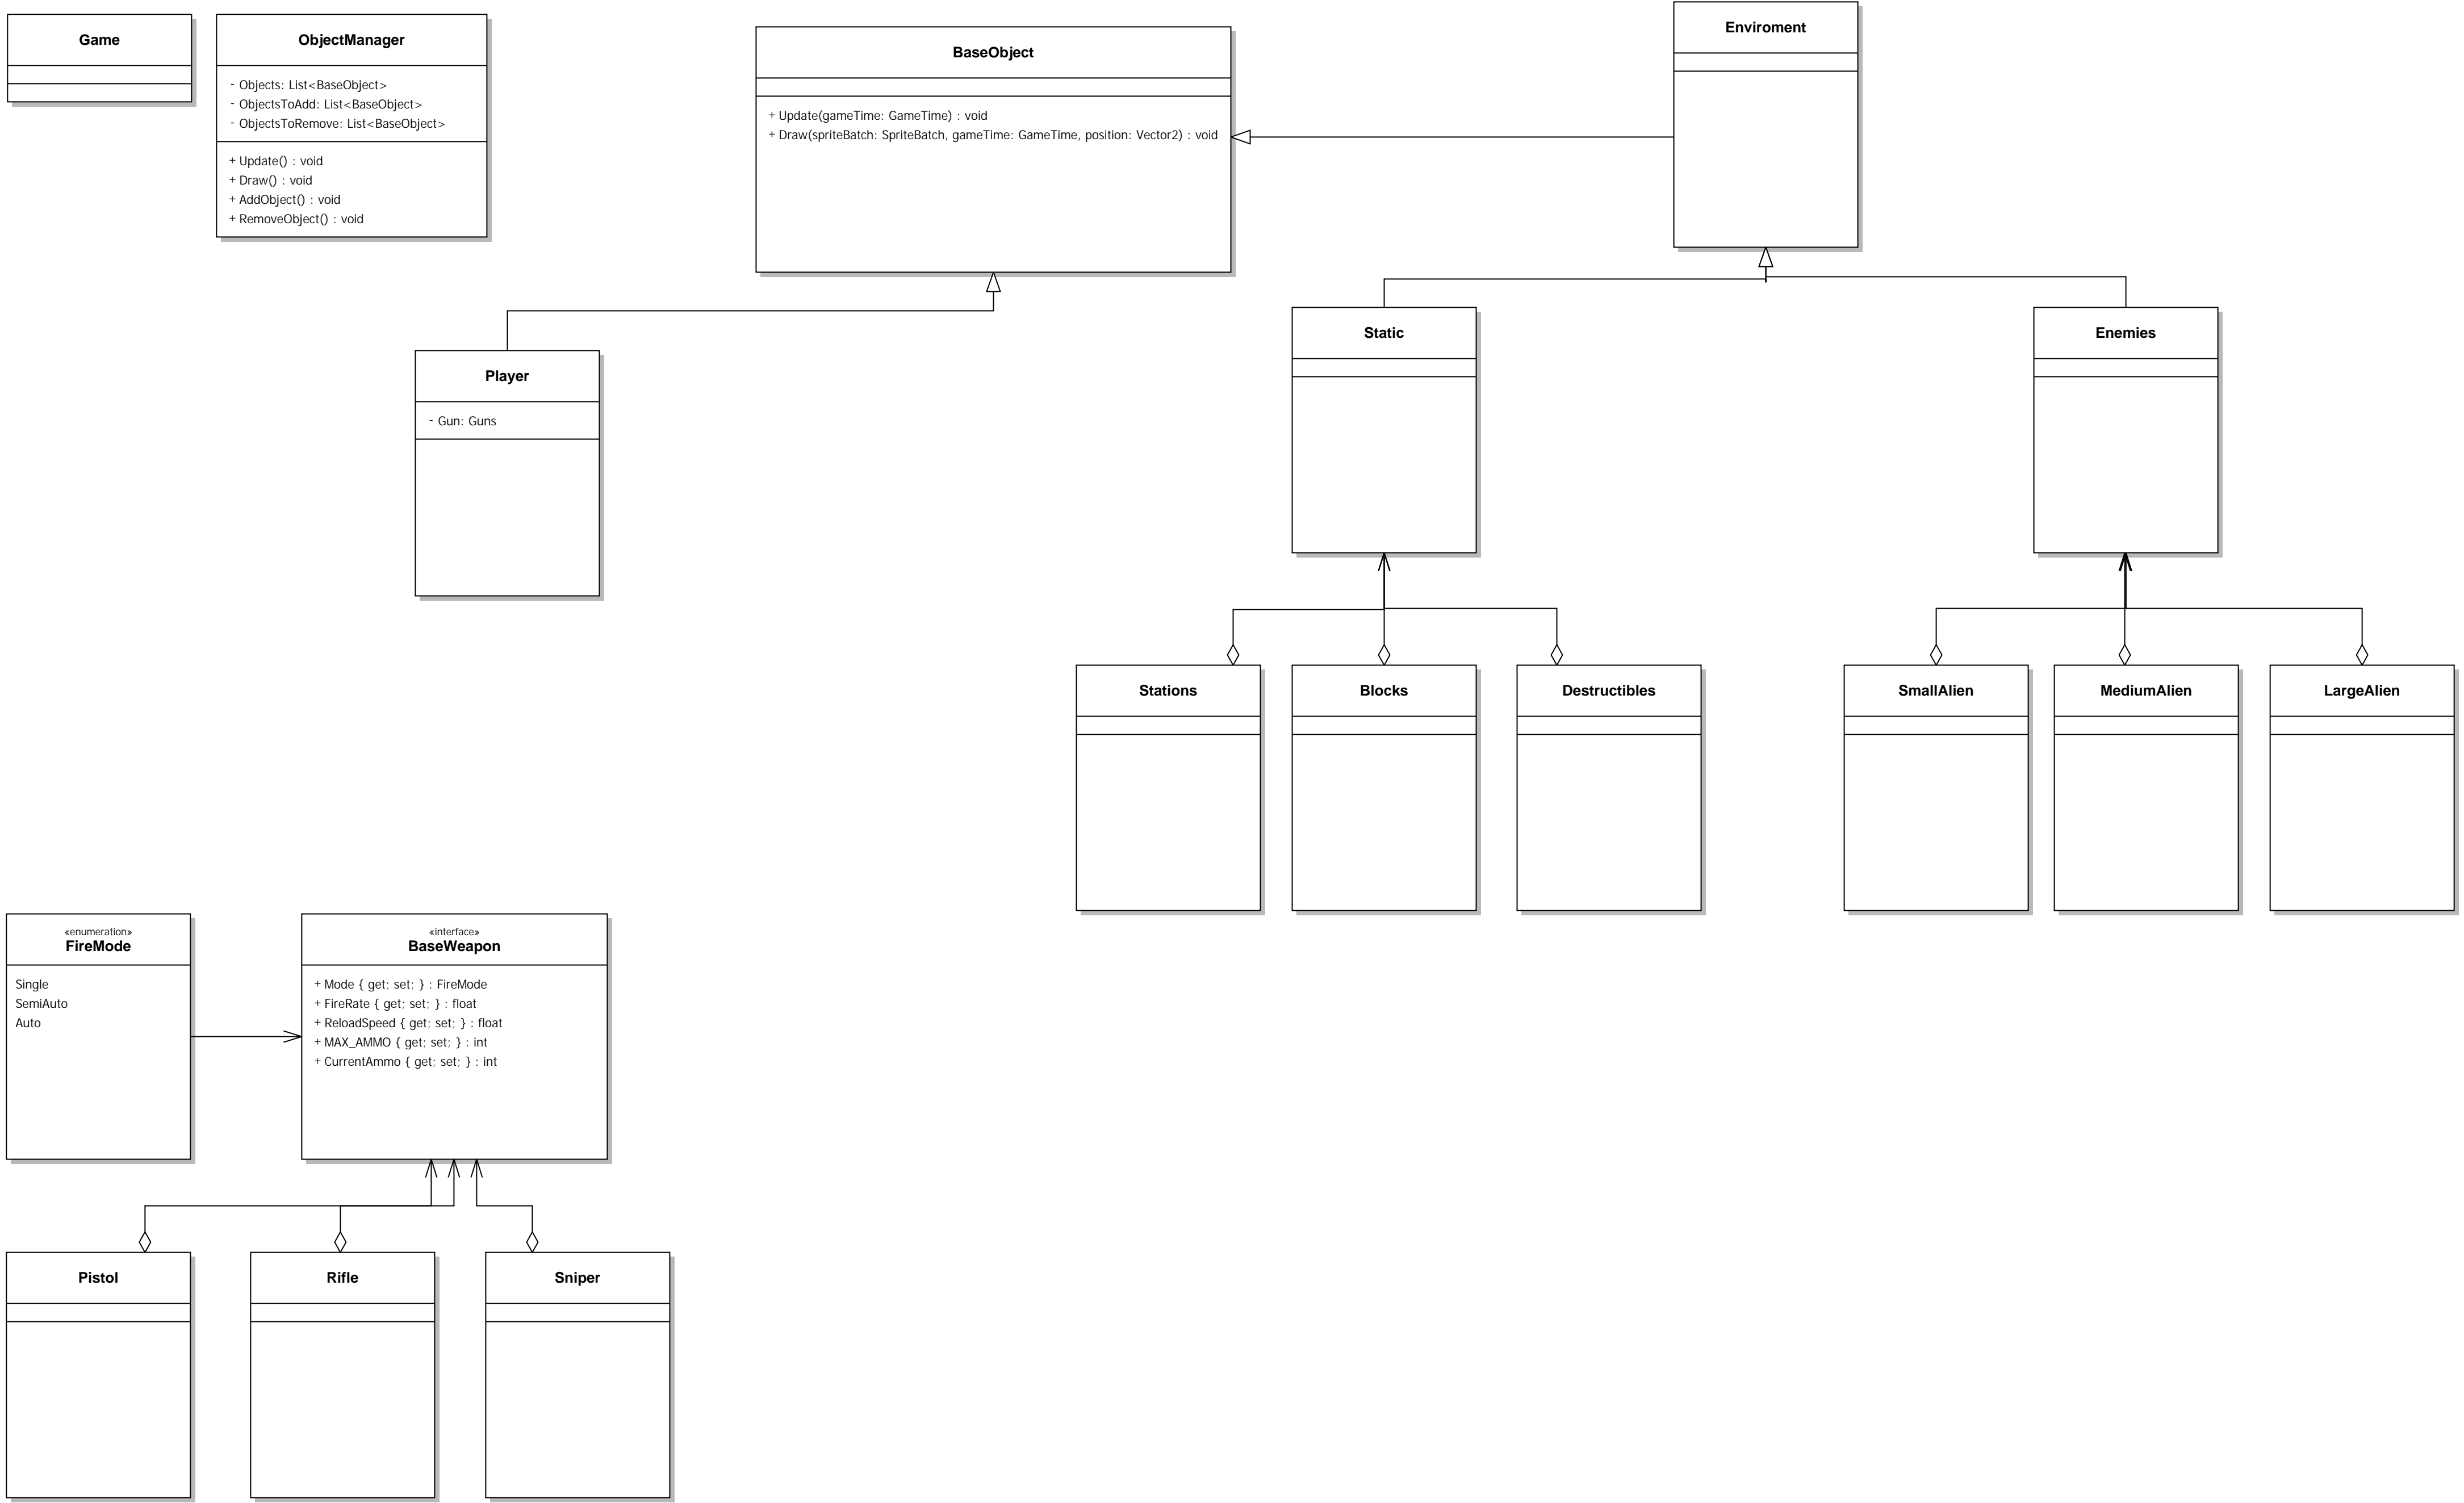 Game
ObjectManager
- Objects: List<BaseObject>
- ObjectsToAdd: List<BaseObject>
- ObjectsToRemove: List<BaseObject>
+ Update() : void
+ Draw() : void
+ AddObject() : void
+ RemoveObject() : void
BaseObject
+ Update(gameTime: GameTime) : void
+ Draw(spriteBatch: SpriteBatch, gameTime: GameTime, position: Vector2) : void
Enviroment
Player
- Gun: Guns
Static
Enemies
Stations
Blocks
Destructibles
SmallAlien
MediumAlien
LargeAlien
«enumeration»
FireMode
Single
SemiAuto
Auto
«interface»
BaseWeapon
+ Mode { get; set; } : FireMode
+ FireRate { get; set; } : float
+ ReloadSpeed { get; set; } : float
+ MAX_AMMO { get; set; } : int
+ CurrentAmmo { get; set; } : int
Pistol
Rifle
Sniper